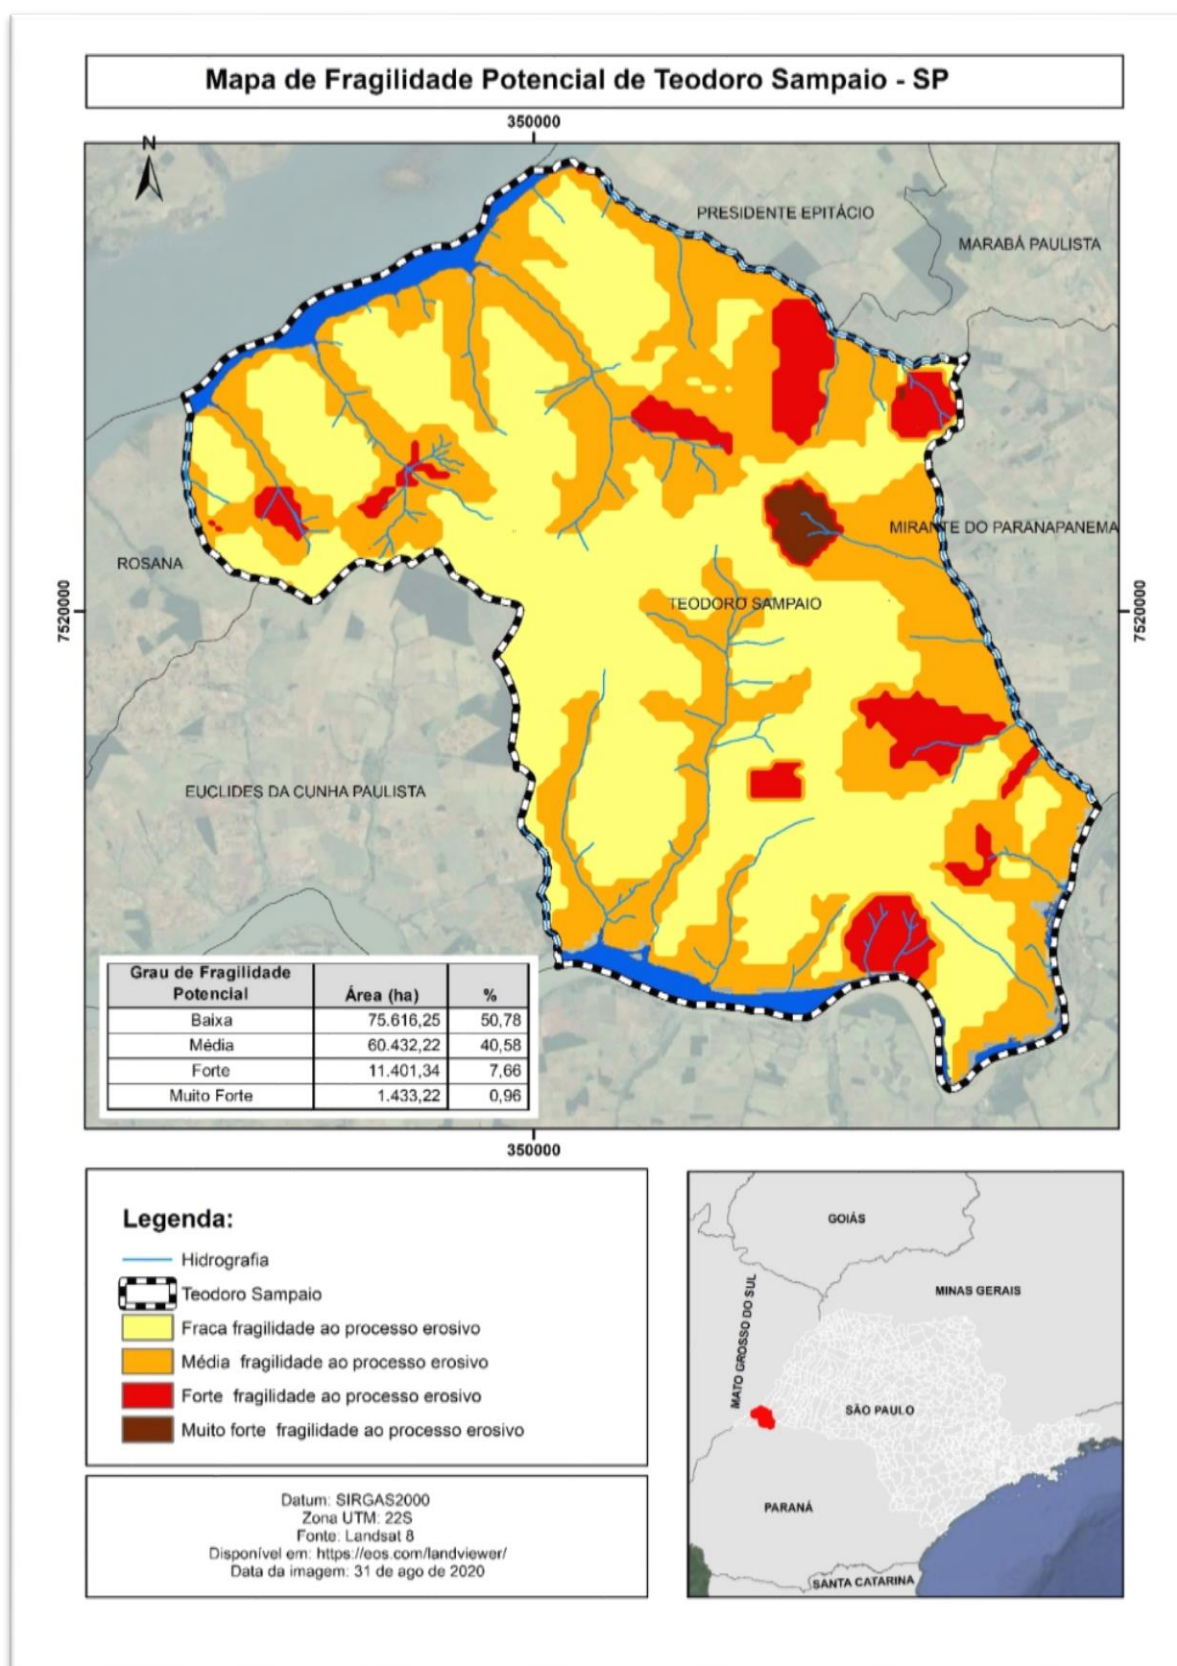 Mapa de Fragilidade Potencial de Teodoro Sampaio - SP
350000
N
PRESIDENTE EPITÁCIO
MARABÁ PAULISTA
MIRANTE DO PARANAPANEMA
ROSANA
7520000
TEODORO SAMPAIO
7520000
EUCLIDES DA CUNHA PAULISTA
Grau de Fragilidade Potencial Área (ha) %
Baixa 75.616,25 50,78
Média 60.432,22 40,58
Forte 11.401,34 7,66
Muito Forte 1.433,22 0,96
350000
Legenda:
Hidrografia
Teodoro Sampaio
Fraca fragilidade ao processo erosivo
Média fragilidade ao processo erosivo
Forte fragilidade ao processo erosivo
Muito forte fragilidade ao processo erosivo
Datum: SIRGAS2000
Zona UTM: 22S
Fonte: Landsat 8
Disponível em: https://eos.com/landviewer/
Data da imagem: 31 de ago de 2020
GOIÁS
MINAS GERAIS
MATO GROSSO DO SUL
SÃO PAULO
PARANÁ
SANTA CATARINA